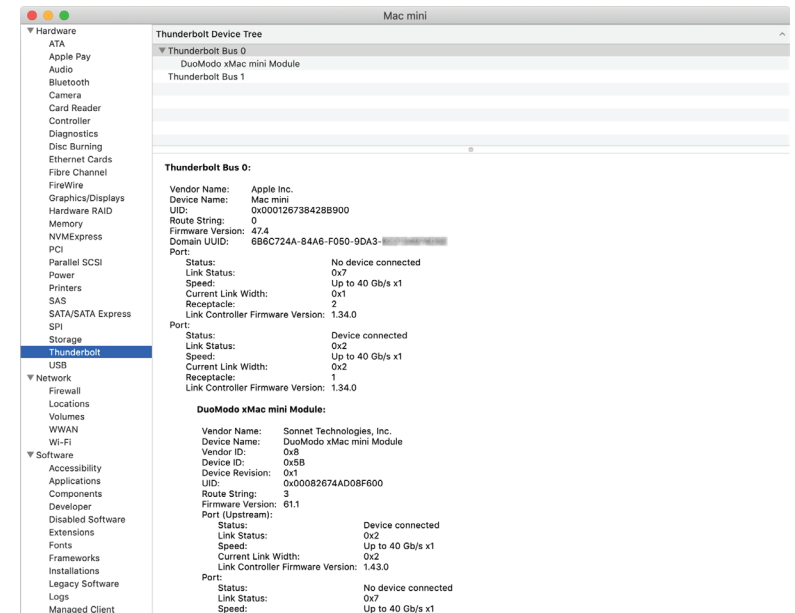 Mac mini
Hardware
ATA
Apple Pay
Audio
Bluetooth
Camera
Card Reader
Controller
Diagnostics
Disc Burning
Ethernet Cards
Fibre Channel
FireWire
Graphics/Displays
Hardware RAID
Memory
NVMExpress
PCI
Parallel SCSI
Power
Printers
SAS
SATA/SATA Express
SPI
Storage
Thunderbolt
USB
Network
Firewall
Locations
Volumes
WWAN
Wi-Fi
Software
Accessibility
Applications
Components
Developer
Disabled Software
Extensions
Fonts
Frameworks
Installations
Legacy Software
Logs
Managed Client
Thunderbolt Device Tree
Thunderbolt Bus 0
DuoModo xMac mini Module
Thunderbolt Bus 1
Thunderbolt Bus 0:
Vendor Name: Apple Inc.
Device Name: Mac mini
UID: 0x000126738428B900
Route String: 0
Firmware Version: 47.4
Domain UUID: 6B6C724A-84A6-F050-9DA3-
Port:
Status: No device connected
Link Status: 0x7
Speed: Up to 40 Gb/s x1
Current Link Width: 0x1
Receptacle: 2
Link Controller Firmware Version: 1.34.0
Port:
Status: Device connected
Link Status: 0x2
Speed: Up to 40 Gb/s x1
Current Link Width: 0x2
Receptacle: 1
Link Controller Firmware Version: 1.34.0
DuoModo xMac mini Module:
Vendor Name: Sonnet Technologies, Inc.
Device Name: DuoModo xMac mini Module
Vendor ID: 0x8
Device ID: 0x5B
Device Revision: 0x1
UID: 0x00082674AD08F600
Route String: 3
Firmware Version: 61.1
Port (Upstream):
Status: Device connected
Link Status: 0x2
Speed: Up to 40 Gb/s x1
Current Link Width: 0x2
Link Controller Firmware Version: 1.43.0
Port:
Status: No device connected
Link Status: 0x7
Speed: Up to 40 Gb/s x1